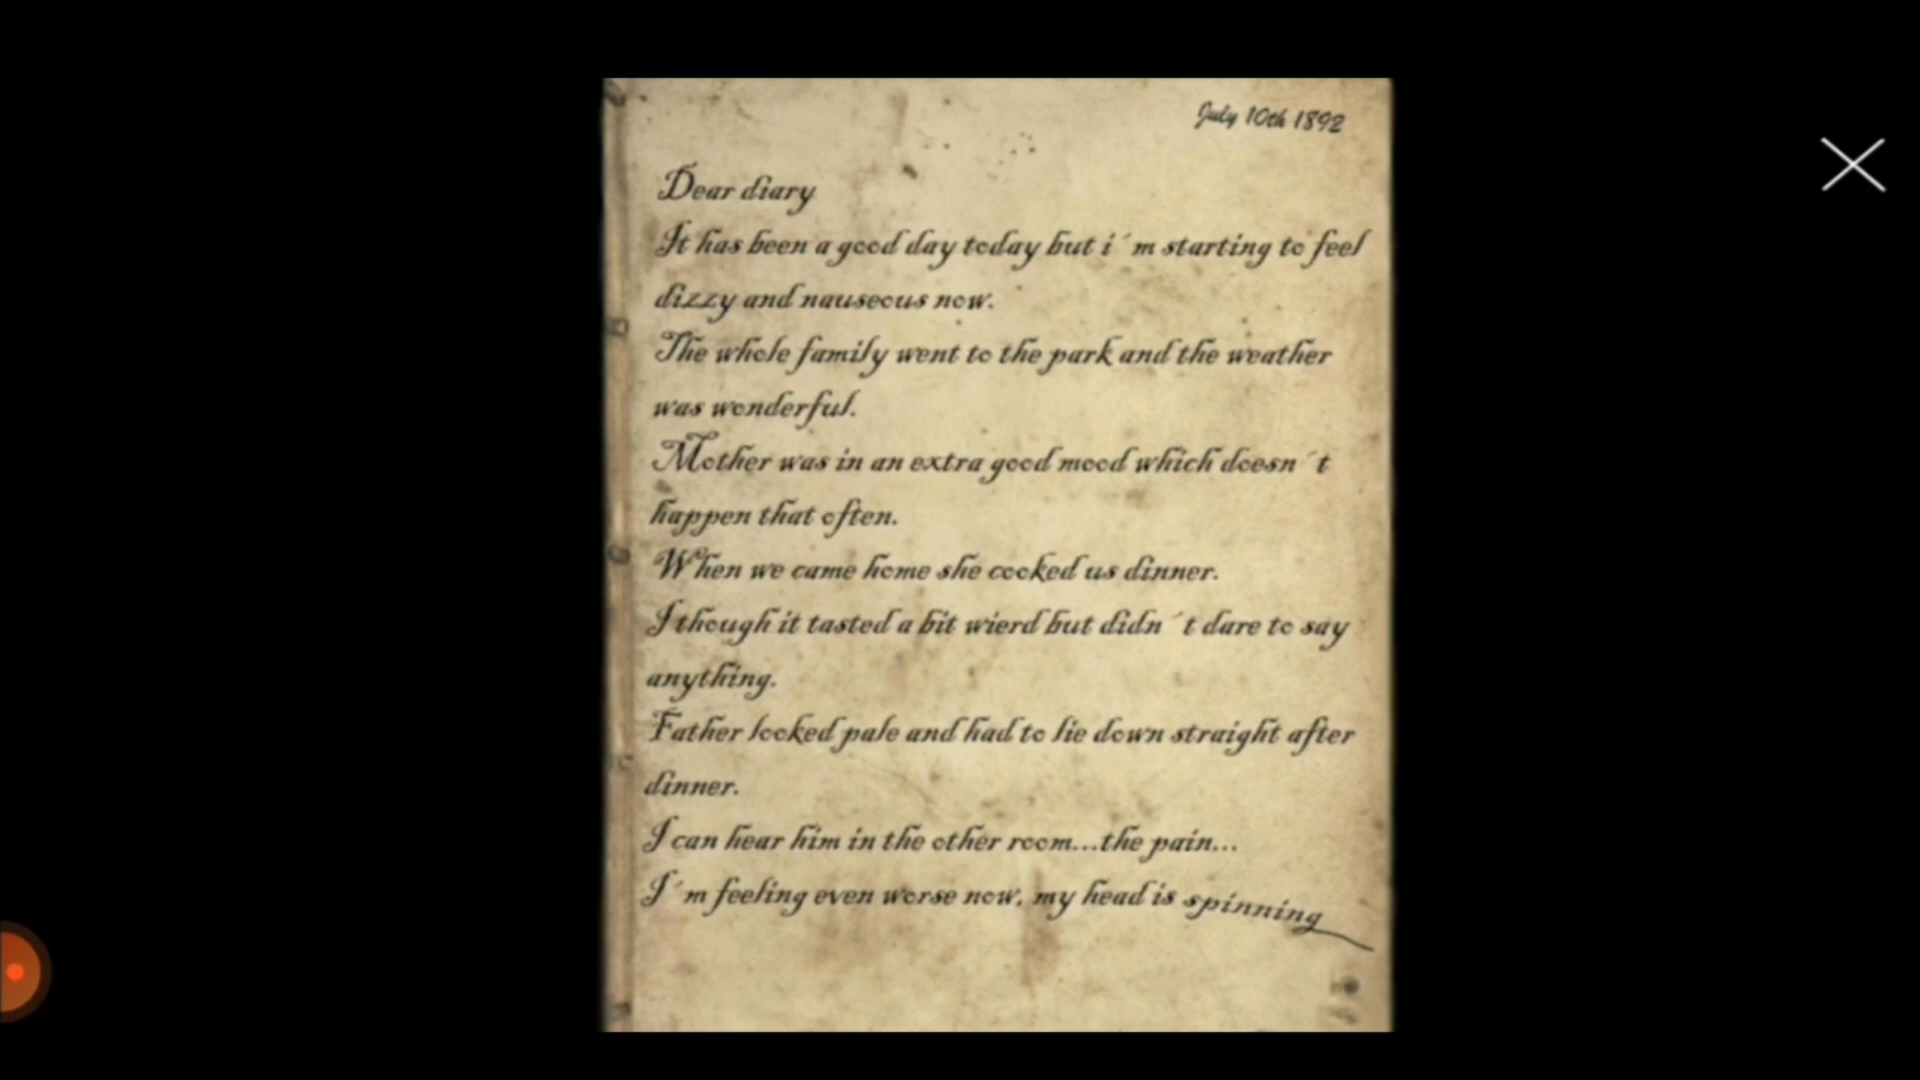 July 10th 1892
Dear diary
It has been a good day today but i´m starting to feel
dizzy and nauseous now.
The whole family went to the park and the weather
was wonderful.
Mother was in an extra good mood which doesn´t
happen that often.
When we came home she cooked us dinner.
I though it tasted a bit wierd but didn´t dare to say
anything.
Father looked pale and had to lie down straight after
dinner.
I can hear him in the other room...the pain...
I´m feeling even worse now, my head is spinning